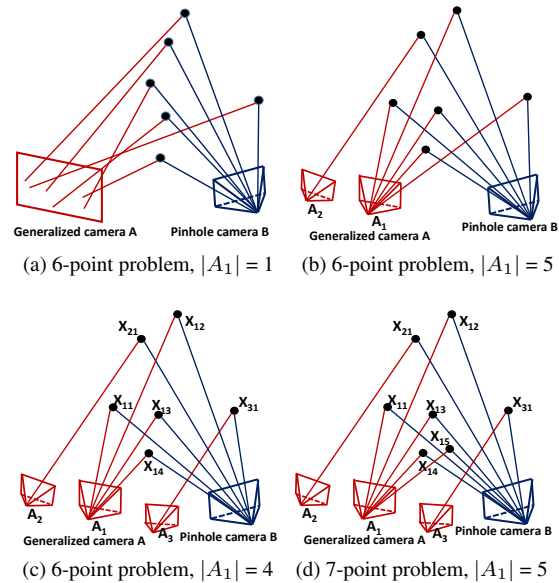 Generalized camera A
Pinhole camera B
(a) 6-point problem, |A₁| = 1
A₂
A₁
Generalized camera A
Pinhole camera B
(b) 6-point problem, |A₁| = 5
X₁₂
X₂₁
X₁₁
X₁₃
X₃₁
X₁₄
A₂
A₁
A₃
Generalized camera A
Pinhole camera B
(c) 6-point problem, |A₁| = 4
X₁₂
X₂₁
X₁₁
X₁₃
X₃₁
X₁₅
X₁₄
A₂
A₁
A₃
Generalized camera A
Pinhole camera B
(d) 7-point problem, |A₁| = 5